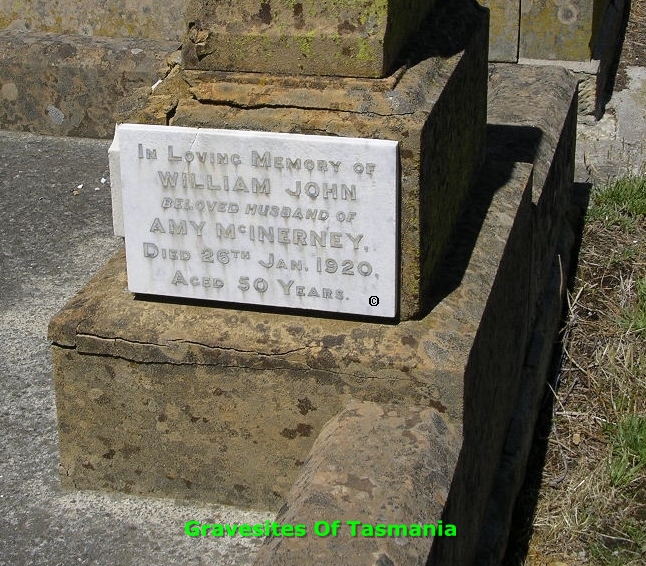 In Loving Memory of
WILLIAM JOHN
BELOVED HUSBAND OF
AMY McINERNEY,
Died 26th Jan. 1920,
Aged 50 Years.
©
Gravesites Of Tasmania